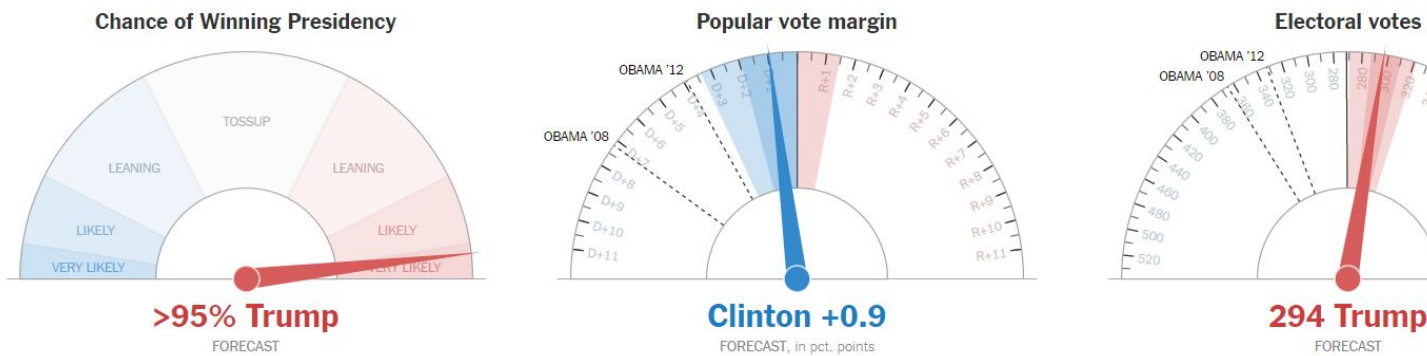 Chance of Winning Presidency
TOSSUP
LEANING
LEANING
LIKELY
LIKELY
VERY LIKELY
VERY LIKELY
>95% Trump
FORECAST
Popular vote margin
OBAMA '12
OBAMA '08
D+11
D+10
D+9
D+8
D+7
D+6
D+5
D+4
D+3
D+2
D+1
R+1
R+2
R+3
R+4
R+5
R+6
R+7
R+8
R+9
R+10
R+11
Clinton +0.9
FORECAST, in pct. points
Electoral votes
OBAMA '12
OBAMA '08
520
500
480
460
440
420
400
380
360
340
320
300
280
280
300
320
294 Trump
FORECAST